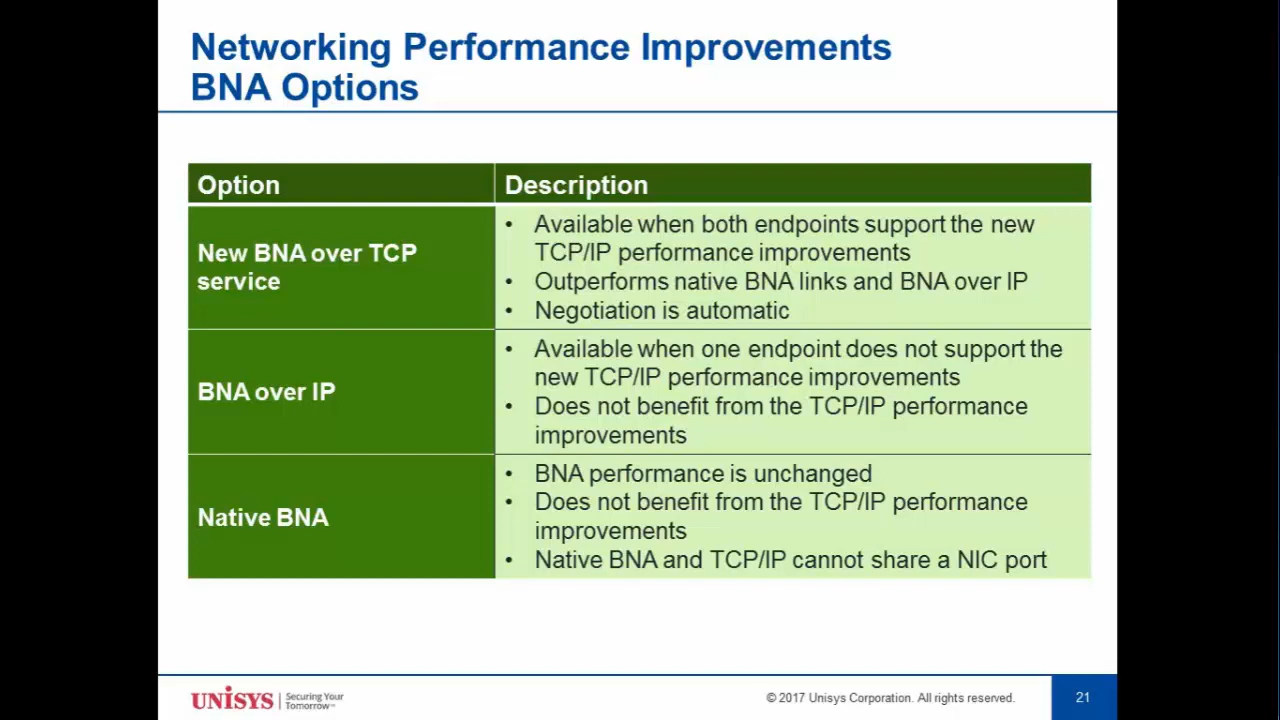 Networking Performance Improvements
BNA Options
Option
Description
New BNA over TCP
service
• Available when both endpoints support the new
TCP/IP performance improvements
• Outperforms native BNA links and BNA over IP
• Negotiation is automatic
BNA over IP
• Available when one endpoint does not support the
new TCP/IP performance improvements
• Does not benefit from the TCP/IP performance
improvements
Native BNA
• BNA performance is unchanged
• Does not benefit from the TCP/IP performance
improvements
• Native BNA and TCP/IP cannot share a NIC port
UNISYS
Securing Your
Tomorrow™
© 2017 Unisys Corporation. All rights reserved.
21